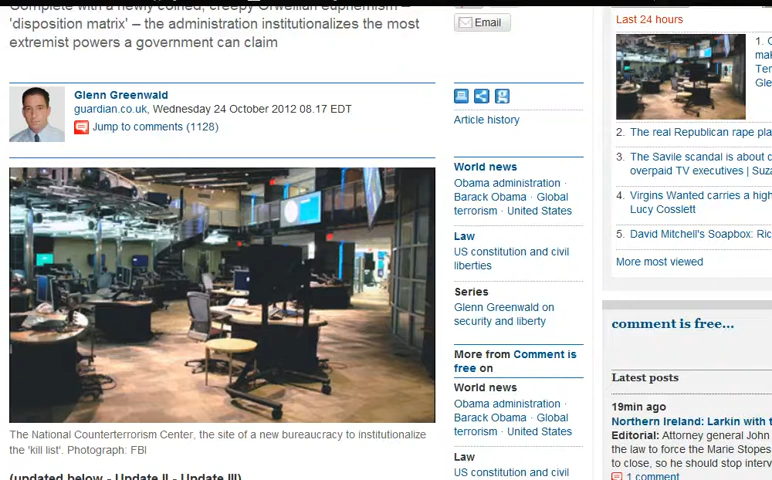 Complete with a newly coined, creepy Orwellian euphemism –
'disposition matrix' – the administration institutionalizes the most
extremist powers a government can claim
Glenn Greenwald
guardian.co.uk, Wednesday 24 October 2012 08.17 EDT
Jump to comments (1128)
The National Counterterrorism Center, the site of a new bureaucracy to institutionalize
the 'kill list'. Photograph: FBI
(updated below - Update II - Update III)
Email
Article history
World news
Obama administration ·
Barack Obama · Global
terrorism · United States
Law
US constitution and civil
liberties
Series
Glenn Greenwald on
security and liberty
More from Comment is
free on
World news
Obama administration ·
Barack Obama · Global
terrorism · United States
Law
US constitution and civil
Last 24 hours
1.
2. The real Republican rape
3. The Savile scandal is about
overpaid TV executives |
4. Virgins Wanted carries a
Lucy Cosslett
5. David Mitchell's Soapbox:
More most viewed
comment is free...
Latest posts
19min ago
Northern Ireland: Larkin with
Editorial: Attorney general John
the law to force the Marie Stopes
to close, so he should stop
1 comment